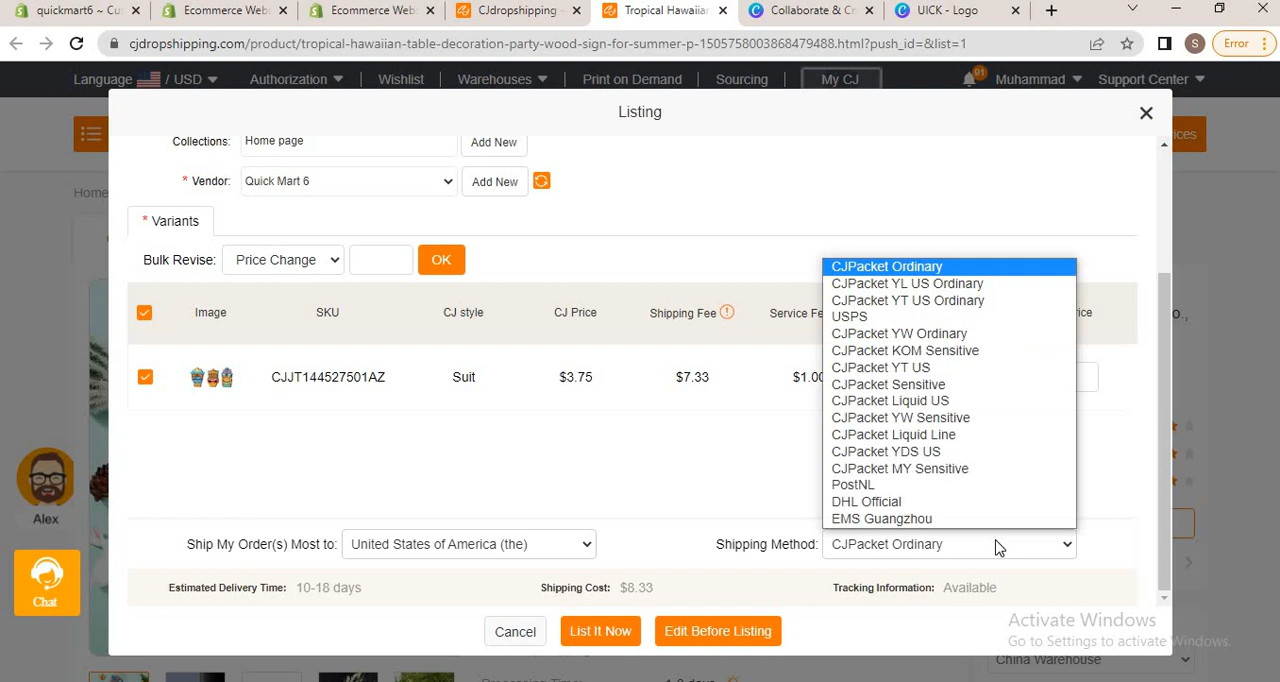 quickmart6 ~ Cu
Ecommerce Web
Ecommerce Web
CJdropshipping -
Tropical Hawaiian
Collaborate & Cr
UICK - Logo
cjdropshipping.com/product/tropical-hawaiian-table-decoration-party-wood-sign-for-summer-p-1505758003868479488.html?push_id=&list=1
S
Error
Language / USD
Authorization
Wishlist
Warehouses
Print on Demand
Sourcing
My CJ
91
Muhammad
Support Center
Listing
ices
Home
Collections: Home page Add New
* Vendor: Quick Mart 6 Add New
* Variants
Bulk Revise: Price Change OK
Image SKU CJ style CJ Price Shipping Fee Service Fe ice
CJJT144527501AZ Suit $3.75 $7.33 $1.00
CJPacket Ordinary
CJPacket YL US Ordinary
CJPacket YT US Ordinary
USPS
CJPacket YW Ordinary
CJPacket KOM Sensitive
CJPacket YT US
CJPacket Sensitive
CJPacket Liquid US
CJPacket YW Sensitive
CJPacket Liquid Line
CJPacket YDS US
CJPacket MY Sensitive
PostNL
DHL Official
EMS Guangzhou
Alex
Chat
Ship My Order(s) Most to: United States of America (the) Shipping Method: CJPacket Ordinary
Estimated Delivery Time: 10-18 days Shipping Cost: $8.33 Tracking Information: Available
Cancel List It Now Edit Before Listing
Activate Windows
Go to Settings to activate Windows.
China Warehouse